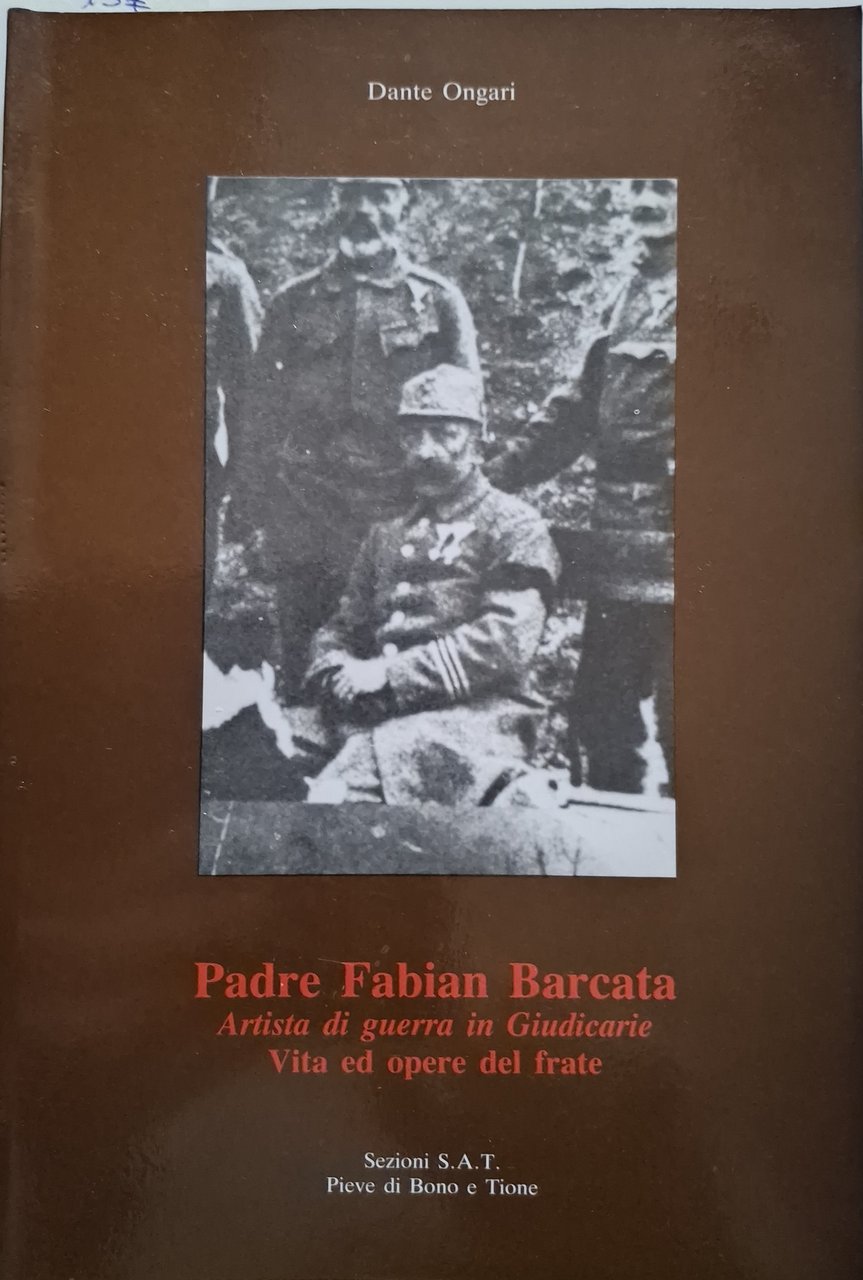 Dante Ongari
Padre Fabian Barcata
Artista di guerra in Giudicarie
Vita ed opere del frate
Sezioni S.A.T.
Pieve di Bono e Tione